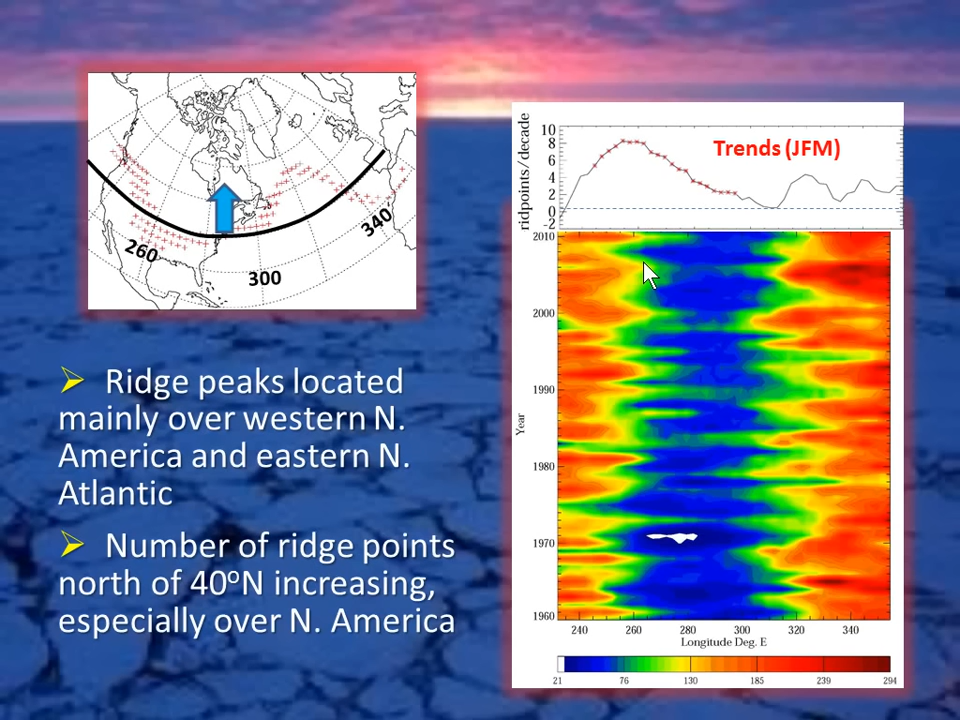 260
300
340
➢ Ridge peaks located
mainly over western N.
America and eastern N.
Atlantic
➢ Number of ridge points
north of 40ºN increasing,
especially over N. America
Trends (JFM)
ridpoints/decade
10
8
6
4
2
0
-2
Year
2010
2000
1990
1980
1970
1960
240 260 280 300 320 340
Longitude Deg. E
21 76 130 185 239 294